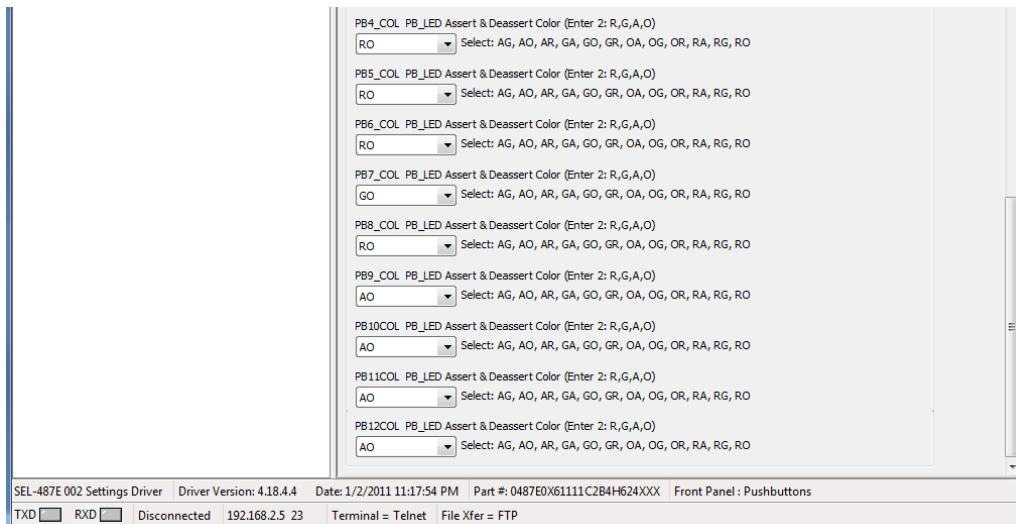 PB4_COL PB_LED Assert & Deassert Color (Enter 2: R,G,A,O)
RO Select: AG, AO, AR, GA, GO, GR, OA, OG, OR, RA, RG, RO
PB5_COL PB_LED Assert & Deassert Color (Enter 2: R,G,A,O)
RO Select: AG, AO, AR, GA, GO, GR, OA, OG, OR, RA, RG, RO
PB6_COL PB_LED Assert & Deassert Color (Enter 2: R,G,A,O)
RO Select: AG, AO, AR, GA, GO, GR, OA, OG, OR, RA, RG, RO
PB7_COL PB_LED Assert & Deassert Color (Enter 2: R,G,A,O)
GO Select: AG, AO, AR, GA, GO, GR, OA, OG, OR, RA, RG, RO
PB8_COL PB_LED Assert & Deassert Color (Enter 2: R,G,A,O)
RO Select: AG, AO, AR, GA, GO, GR, OA, OG, OR, RA, RG, RO
PB9_COL PB_LED Assert & Deassert Color (Enter 2: R,G,A,O)
AO Select: AG, AO, AR, GA, GO, GR, OA, OG, OR, RA, RG, RO
PB10COL PB_LED Assert & Deassert Color (Enter 2: R,G,A,O)
AO Select: AG, AO, AR, GA, GO, GR, OA, OG, OR, RA, RG, RO
PB11COL PB_LED Assert & Deassert Color (Enter 2: R,G,A,O)
AO Select: AG, AO, AR, GA, GO, GR, OA, OG, OR, RA, RG, RO
PB12COL PB_LED Assert & Deassert Color (Enter 2: R,G,A,O)
AO Select: AG, AO, AR, GA, GO, GR, OA, OG, OR, RA, RG, RO
SEL-487E 002 Settings Driver Driver Version: 4.18.4.4 Date: 1/2/2011 11:17:54 PM Part #: 0487E0X61111C2B4H624XXX Front Panel : Pushbuttons
TXD RXD Disconnected 192.168.2.5 23 Terminal = Telnet File Xfer = FTP